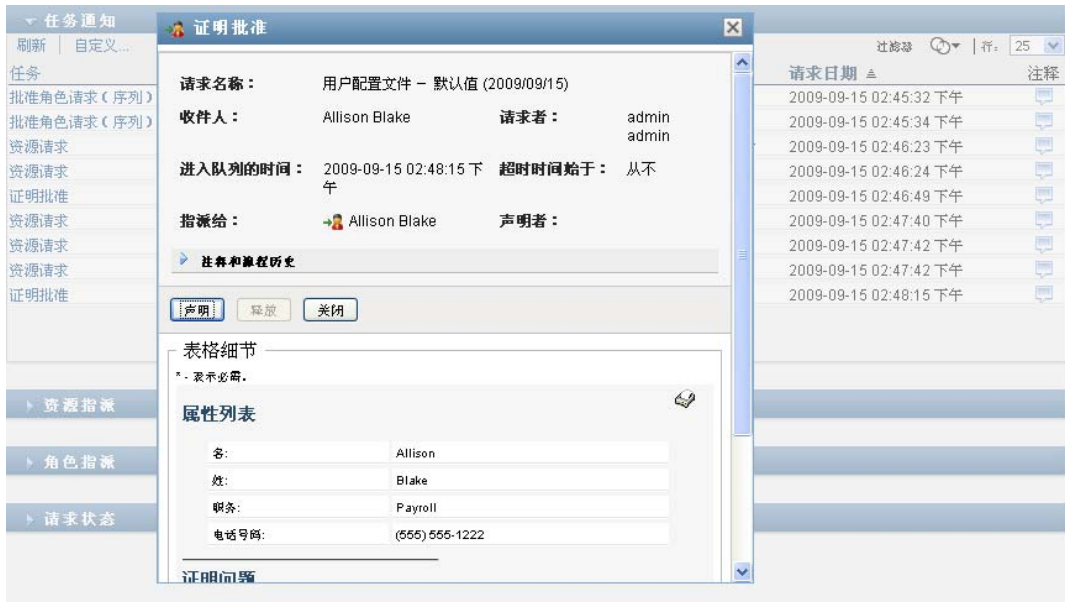 任务通知
刷新 自定义...
过滤器 行: 25
任务 请求日期 注释
批准角色请求（序列） 2009-09-15 02:45:32 下午
批准角色请求（序列） 2009-09-15 02:45:34 下午
资源请求 2009-09-15 02:46:23 下午
资源请求 2009-09-15 02:46:24 下午
证明批准 2009-09-15 02:46:49 下午
资源请求 2009-09-15 02:47:40 下午
资源请求 2009-09-15 02:47:42 下午
资源请求 2009-09-15 02:47:42 下午
证明批准 2009-09-15 02:48:15 下午
资源指派
角色指派
请求状态
证明批准
请求名称： 用户配置文件 – 默认值 (2009/09/15)
收件人： Allison Blake 请求者： admin
admin
进入队列的时间： 2009-09-15 02:48:15 下 超时时间始于： 从不
午
指派给： Allison Blake 声明者：
注释和流程历史
声明 释放 关闭
表格细节
*- 表示必需。
属性列表
名: Allison
姓: Blake
职务: Payroll
电话号码: (555) 555-1222
证明问题